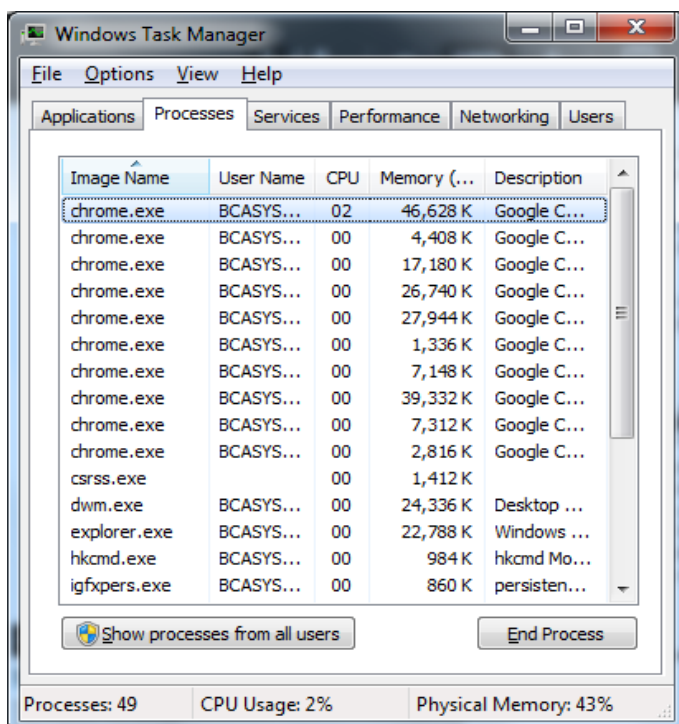 Windows Task Manager
File Options View Help
Applications Processes Services Performance Networking Users
Image Name User Name CPU Memory (... Description
chrome.exe BCASYS... 02 46,628 K Google C...
chrome.exe BCASYS... 00 4,408 K Google C...
chrome.exe BCASYS... 00 17,180 K Google C...
chrome.exe BCASYS... 00 26,740 K Google C...
chrome.exe BCASYS... 00 27,944 K Google C...
chrome.exe BCASYS... 00 1,336 K Google C...
chrome.exe BCASYS... 00 7,148 K Google C...
chrome.exe BCASYS... 00 39,332 K Google C...
chrome.exe BCASYS... 00 7,312 K Google C...
chrome.exe BCASYS... 00 2,816 K Google C...
csrss.exe 00 1,412 K
dwm.exe BCASYS... 00 24,336 K Desktop ...
explorer.exe BCASYS... 00 22,788 K Windows ...
hkcmd.exe BCASYS... 00 984 K hkcmd Mo...
igfxpers.exe BCASYS... 00 860 K persisten...
Show processes from all users End Process
Processes: 49 CPU Usage: 2% Physical Memory: 43%